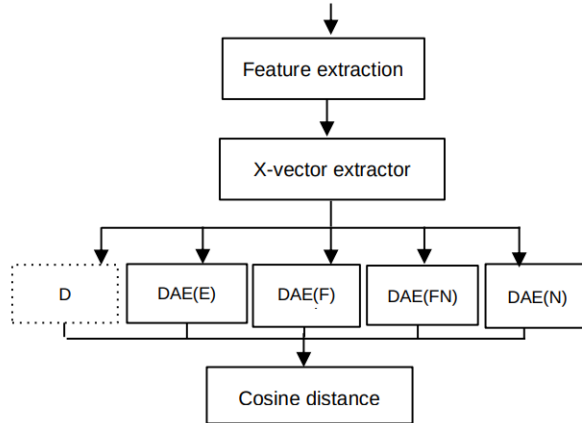 Feature extraction
X-vector extractor
D
DAE(E)
DAE(F)
DAE(FN)
DAE(N)
Cosine distance